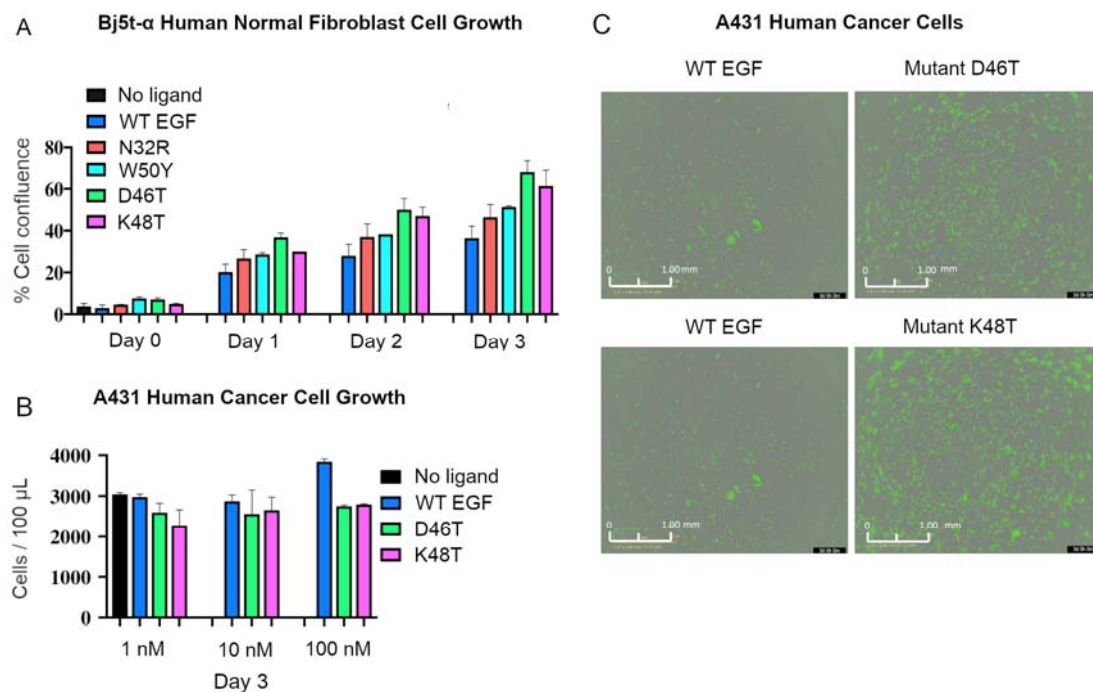 A
Bj5t-α Human Normal Fibroblast Cell Growth
No ligand
WT EGF
N32R
W50Y
D46T
K48T
% Cell confluence
80
60
40
20
0
Day 0
Day 1
Day 2
Day 3
B
A431 Human Cancer Cell Growth
Cells / 100 µL
4000
3000
2000
1000
0
1 nM
10 nM
100 nM
Day 3
No ligand
WT EGF
D46T
K48T
C
A431 Human Cancer Cells
WT EGF
Mutant D46T
0
1.00 mm
0
1.00 mm
WT EGF
Mutant K48T
0
1.00 mm
0
1.00 mm